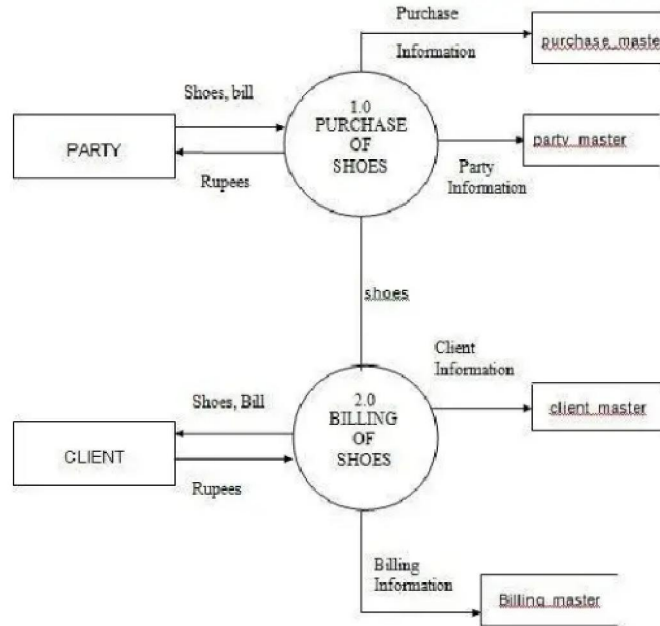 Purchase
Information
purchase_master
Shoes, bill
PARTY
Rupees
1.0
PURCHASE
OF
SHOES
party_master
Party
Information
shoes
Client
Information
client_master
Shoes, Bill
CLIENT
Rupees
2.0
BILLING
OF
SHOES
Billing
Information
Billing_master